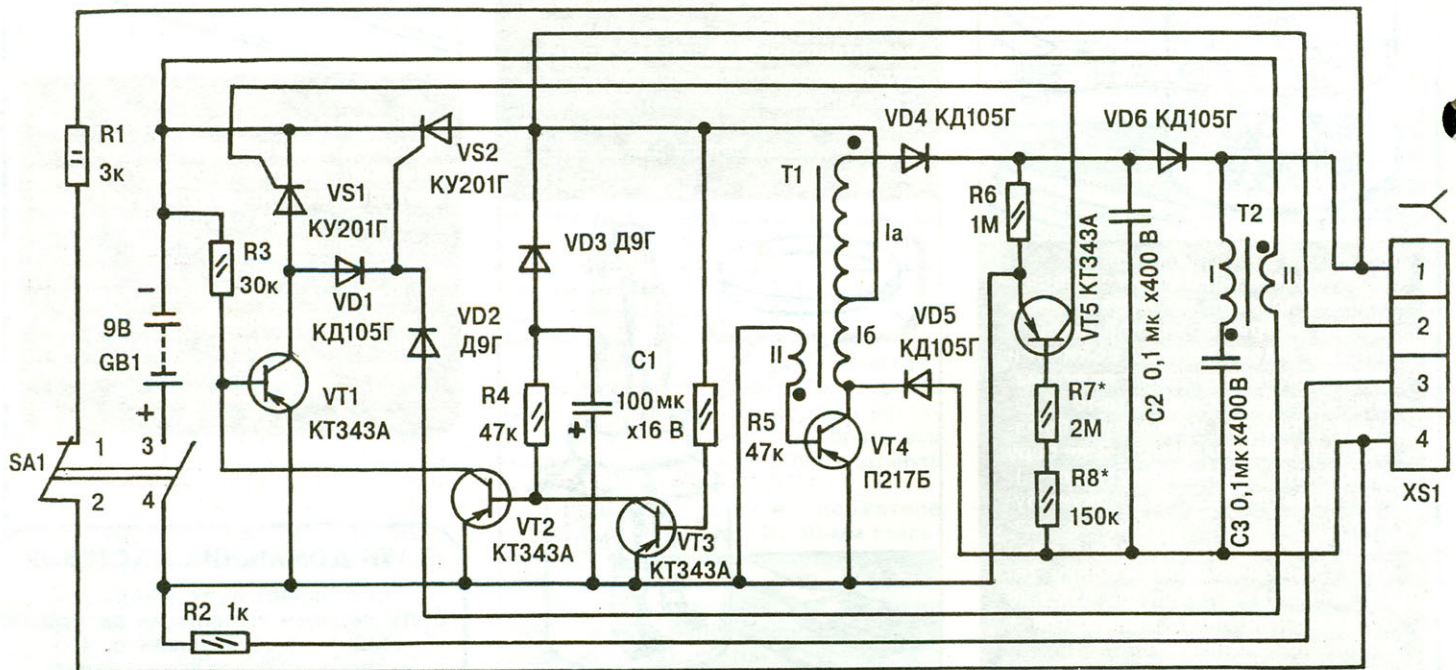 R1
3к
VS2
КУ201Г
VS1
КУ201Г
R3
30к
VD1
КД105Г
VD2
Д9Г
VD3 Д9Г
−
9В
GB1
+
VT1
КТ343А
R4
47к
C1
100 мк
х16 В
+
R5
47к
SA1
1
3
2
4
VT2
КТ343А
VT3
КТ343А
R2 1к
VD4 КД105Г
T1
Iа
Iб
II
VD5
КД105Г
VT4
П217Б
R6
1М
VT5 КТ343А
R7*
2М
R8*
150к
VD6 КД105Г
C2 0,1 мк х400 В
T2
I
II
C3 0,1мк х400В
1
2
3
4
XS1